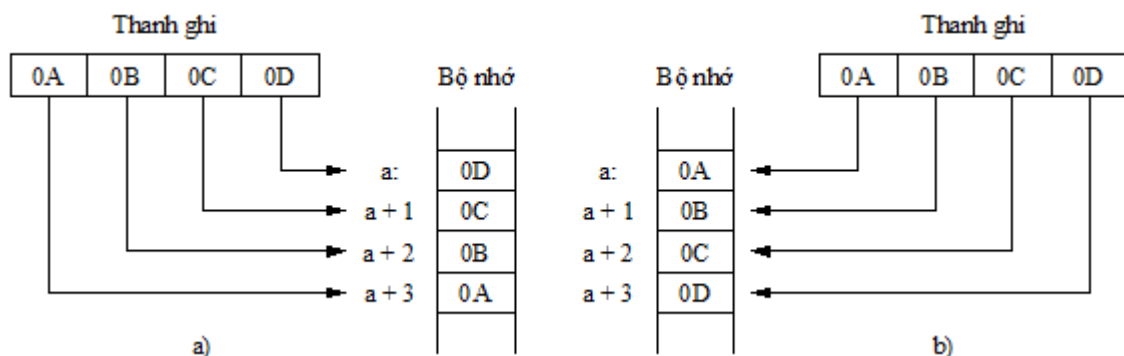 Thanh ghi
0A 0B 0C 0D
Bộ nhớ
a: 0D
a + 1 0C
a + 2 0B
a + 3 0A
a)
Thanh ghi
0A 0B 0C 0D
Bộ nhớ
a: 0A
a + 1 0B
a + 2 0C
a + 3 0D
b)